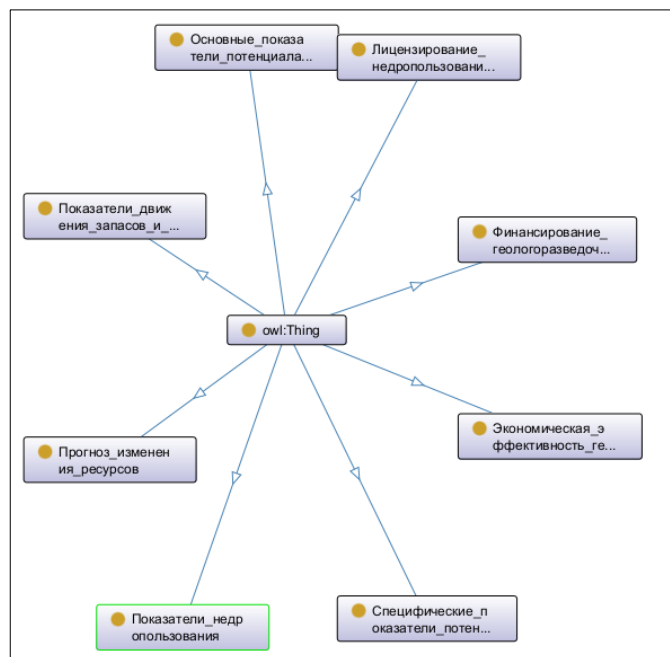 Основные_показа
тели_потенциала...
Лицензирование_
недропользовани...
Показатели_движ
ения_запасов_и_...
Финансирование_
геологоразведоч...
owl:Thing
Прогноз_изменен
ия_ресурсов
Экономическая_э
ффективность_ге...
Показатели_недр
опользования
Специфические_п
оказатели_потен...